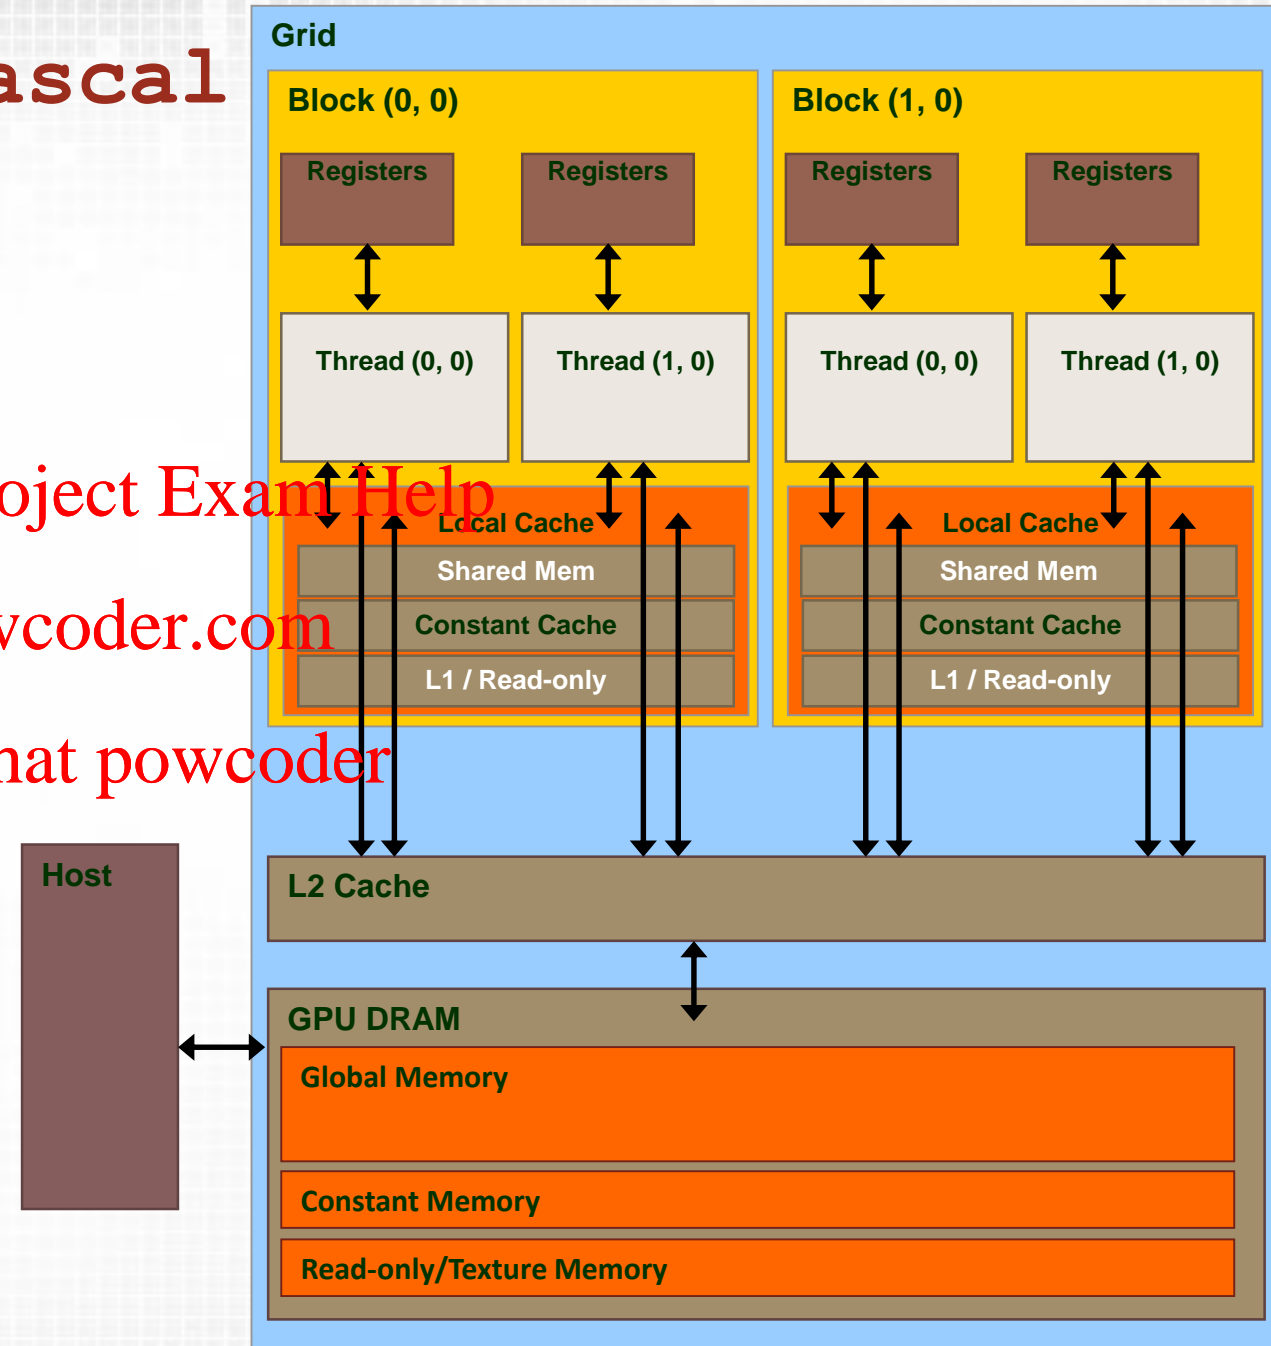 ascal
Grid
Block (0, 0)
Block (1, 0)
Registers
Registers
Registers
Registers
Thread (0, 0)
Thread (1, 0)
Thread (0, 0)
Thread (1, 0)
oject Exam Help
Local Cache
Local Cache
Shared Mem
Shared Mem
Constant Cache
Constant Cache
wcoder.com
L1 / Read-only
L1 / Read-only
hat powcoder
Host
L2 Cache
GPU DRAM
Global Memory
Constant Memory
Read-only/Texture Memory